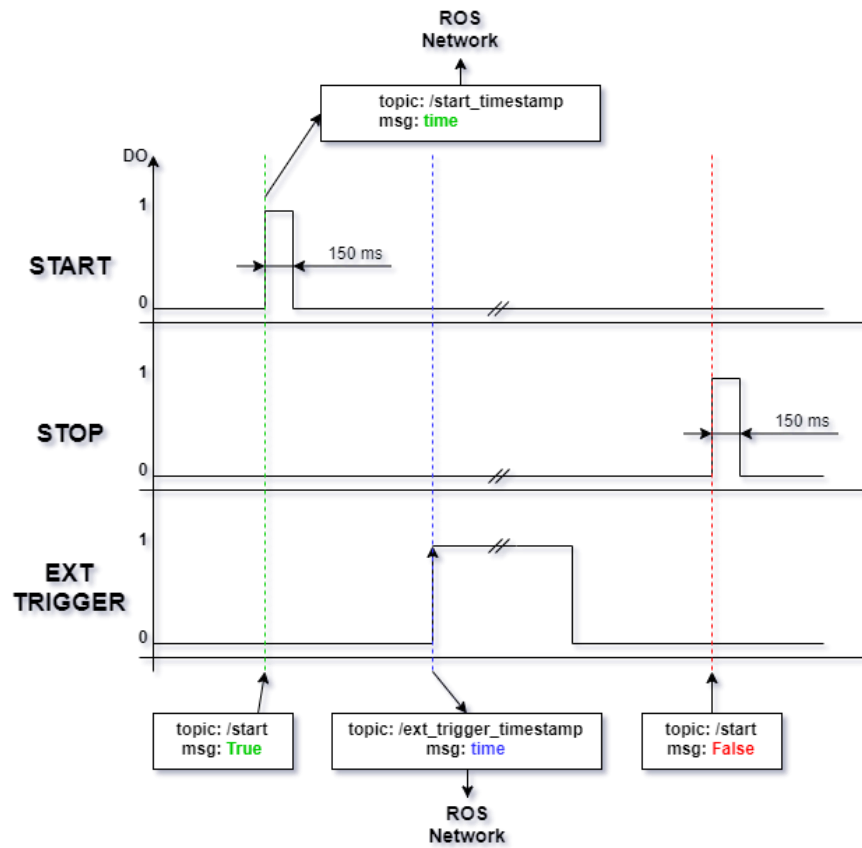 ROS
Network
topic: /start_timestamp
msg: time
DO
1
START
150 ms
0
1
STOP
150 ms
0
1
EXT
TRIGGER
0
topic: /start
msg: True
topic: /ext_trigger_timestamp
msg: time
topic: /start
msg: False
ROS
Network